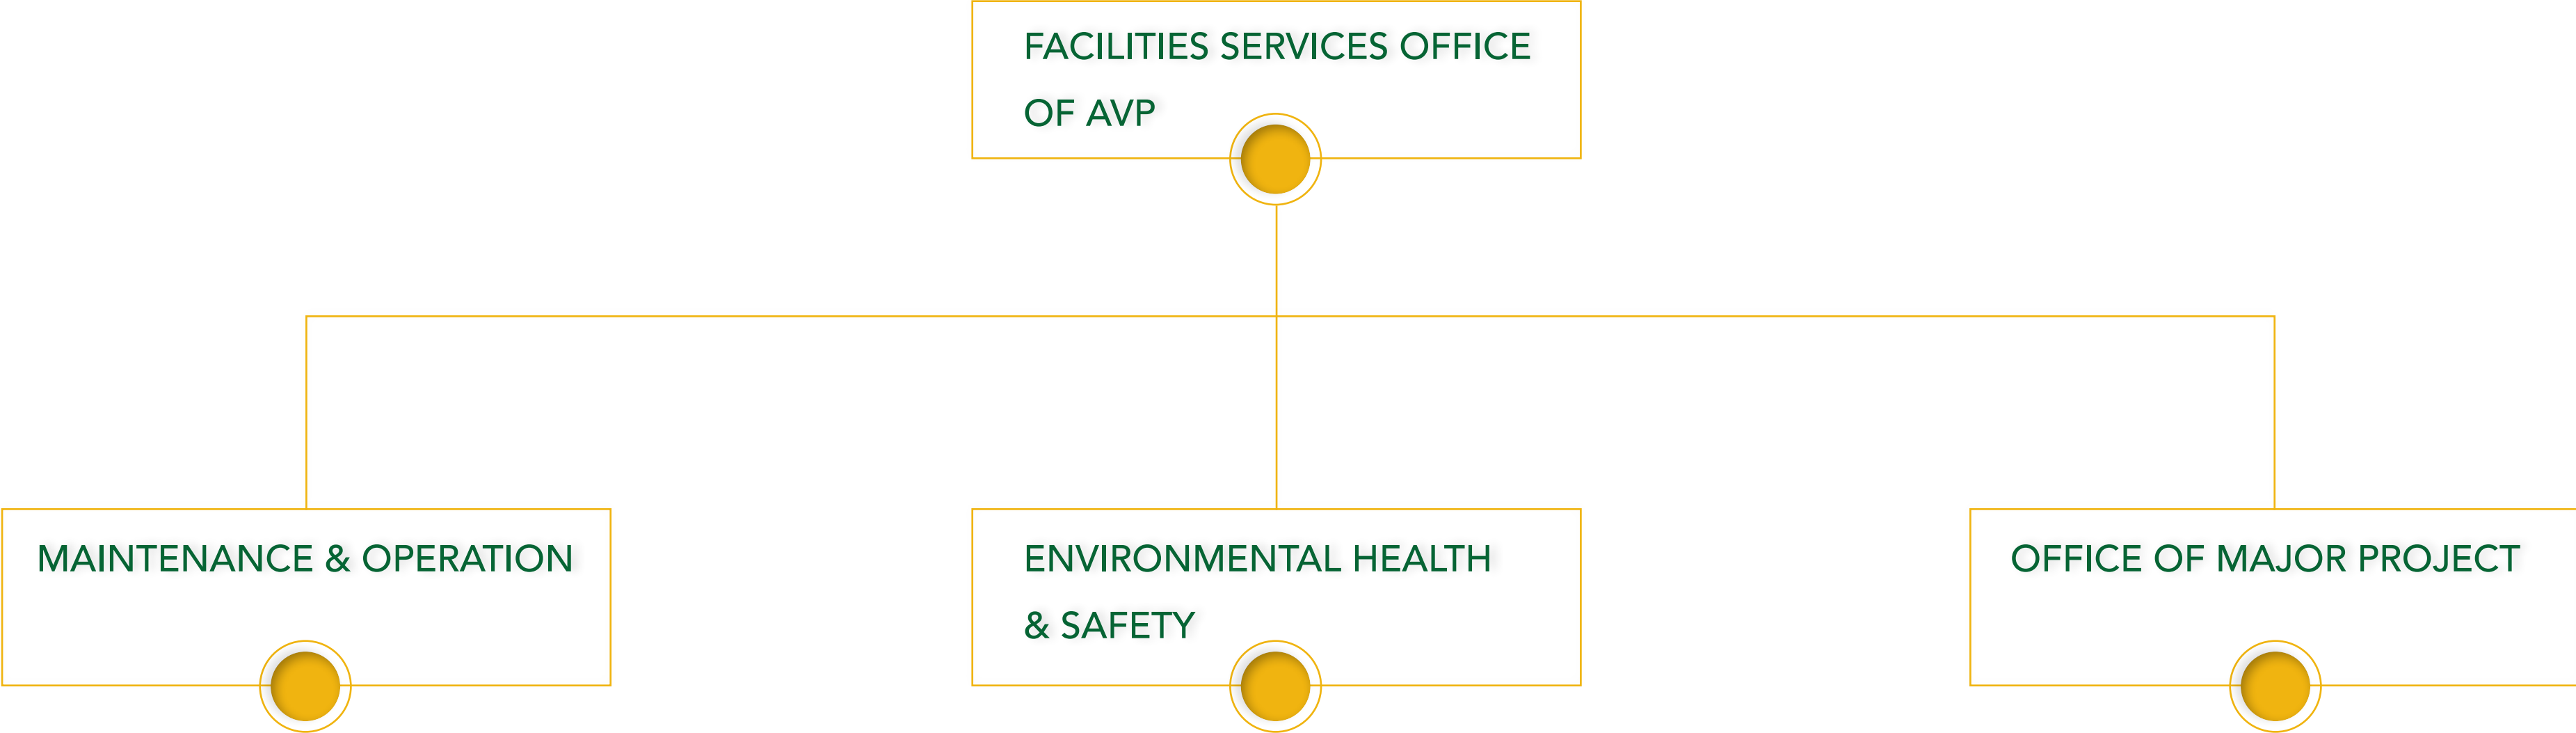 FACILITIES SERVICES OFFICE
OF AVP
MAINTENANCE & OPERATION
ENVIRONMENTAL HEALTH
& SAFETY
OFFICE OF MAJOR PROJECT